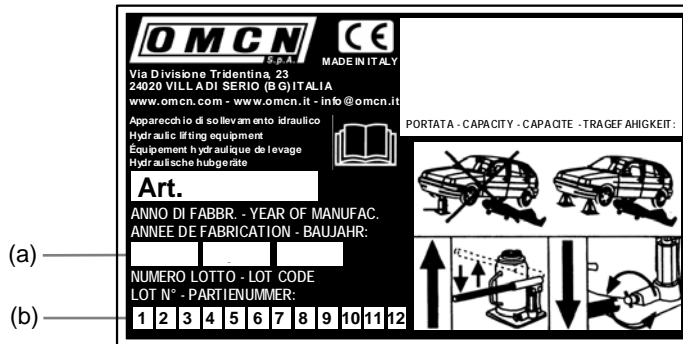 OMCN
S.p.A.
CE
MADE IN ITALY
Via Divisione Tridentina, 23
24020 VILLA DI SERIO (BG) ITALIA
www.omcn.com - www.omcn.it - info@omcn.it
Apparecchio di sollevamento idraulico
Hydraulic lifting equipment
Équipement hydraulique de levage
Hydraulische hubgeräte
PORTATA - CAPACITY - CAPACITE - TRAGEFAHIGKEIT:
Art.
ANNO DI FABBR. - YEAR OF MANUFAC.
ANNEE DE FABRICATION - BAUJAHR:
(a)
NUMERO LOTTO - LOT CODE
LOT N° - PARTIENUMMER:
(b)
1 2 3 4 5 6 7 8 9 10 11 12